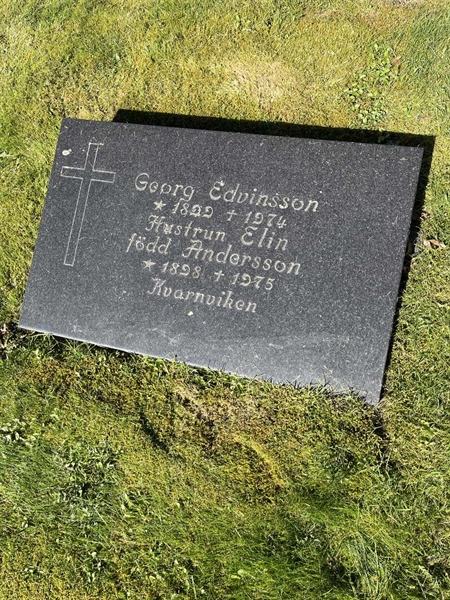 Georg Edvinsson
* 1899 † 1974
Hustrun Elin
född Andersson
* 1898 † 1975
Kvarnviken